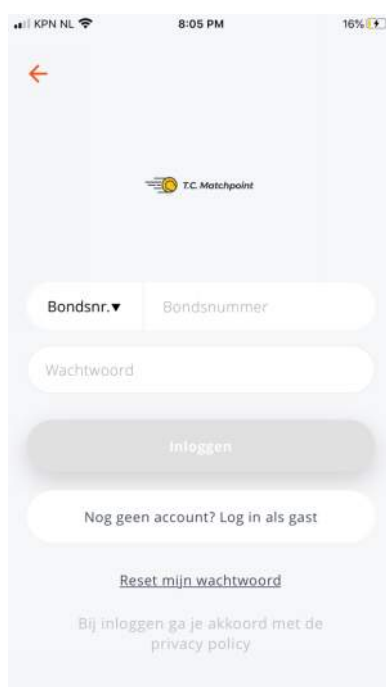 KPN NL 8:05 PM 16%
T.C. Matchpoint
Bondsnr.▼ Bondsnummer
Wachtwoord
Inloggen
Nog geen account? Log in als gast
Reset mijn wachtwoord
Bij inloggen ga je akkoord met de
privacy policy